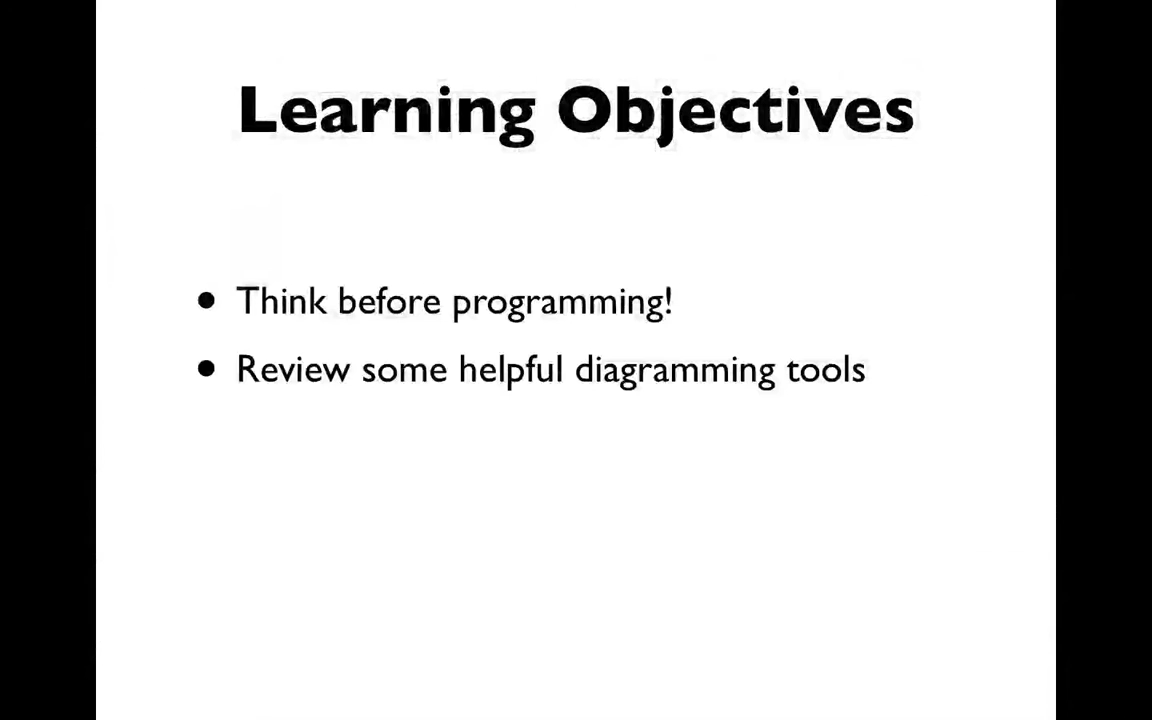 Learning Objectives
• Think before programming!
• Review some helpful diagramming tools